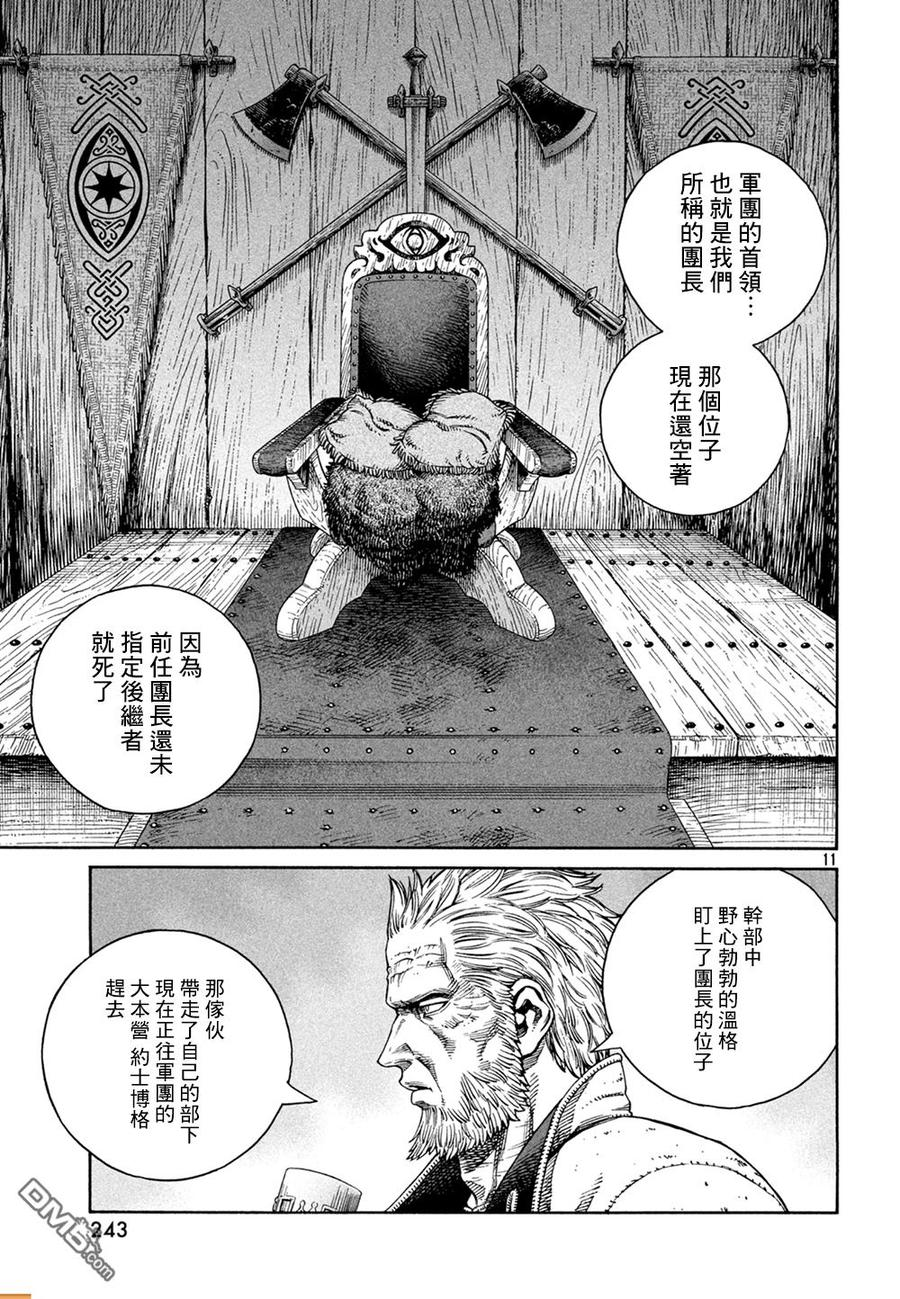 軍團的首領…
也就是我們
所稱的團長
那個位子
現在還空著
因為
前任團長還未
指定後繼者
就死了
11
幹部中
野心勃勃的溫格
盯上了團長的位子
那傢伙
帶走了自己的部下
現在正往軍團的
大本營 約士博格
趕去
243
DM5.com